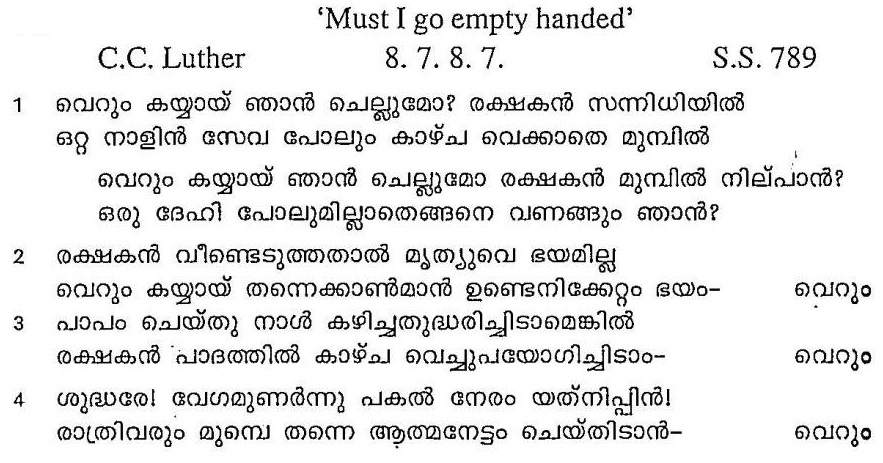 ‘Must I go empty handed’
C.C. Luther 8. 7. 8. 7. S.S. 789
1 വെറും കയ്യായ് ഞാൻ ചെല്ലുമോ? രക്ഷകൻ സന്നിധിയിൽ
ഒറ്റ നാളിൻ സേവ പോലും കാഴ്ച വെക്കാതെ മുമ്പിൽ
വെറും കയ്യായ് ഞാൻ ചെല്ലുമോ രക്ഷകൻ മുമ്പിൽ നില്പാൻ?
ഒരു ദേഹി പോലുമില്ലാതെങ്ങനെ വണങ്ങും ഞാൻ?
2 രക്ഷകൻ വീണ്ടെടുത്തതാൽ മൃത്യുവെ ഭയമില്ല
വെറും കയ്യായ് തന്നെക്കാൺമാൻ ഉണ്ടെനിക്കേറ്റം ഭയം– വെറും
3 പാപം ചെയ്തു നാൾ കഴിച്ചതുദ്ധരിച്ചിടാമെങ്കിൽ
രക്ഷകൻ പാദത്തിൽ കാഴ്ച വെച്ചുപയോഗിച്ചിടാം– വെറും
4 ശുദ്ധരേ! വേഗമുണർന്നു പകൽ നേരം യത്നിപ്പിൻ!
രാത്രിവരും മുമ്പെ തന്നെ ആത്മനേട്ടം ചെയ്തിടാൻ– വെറും